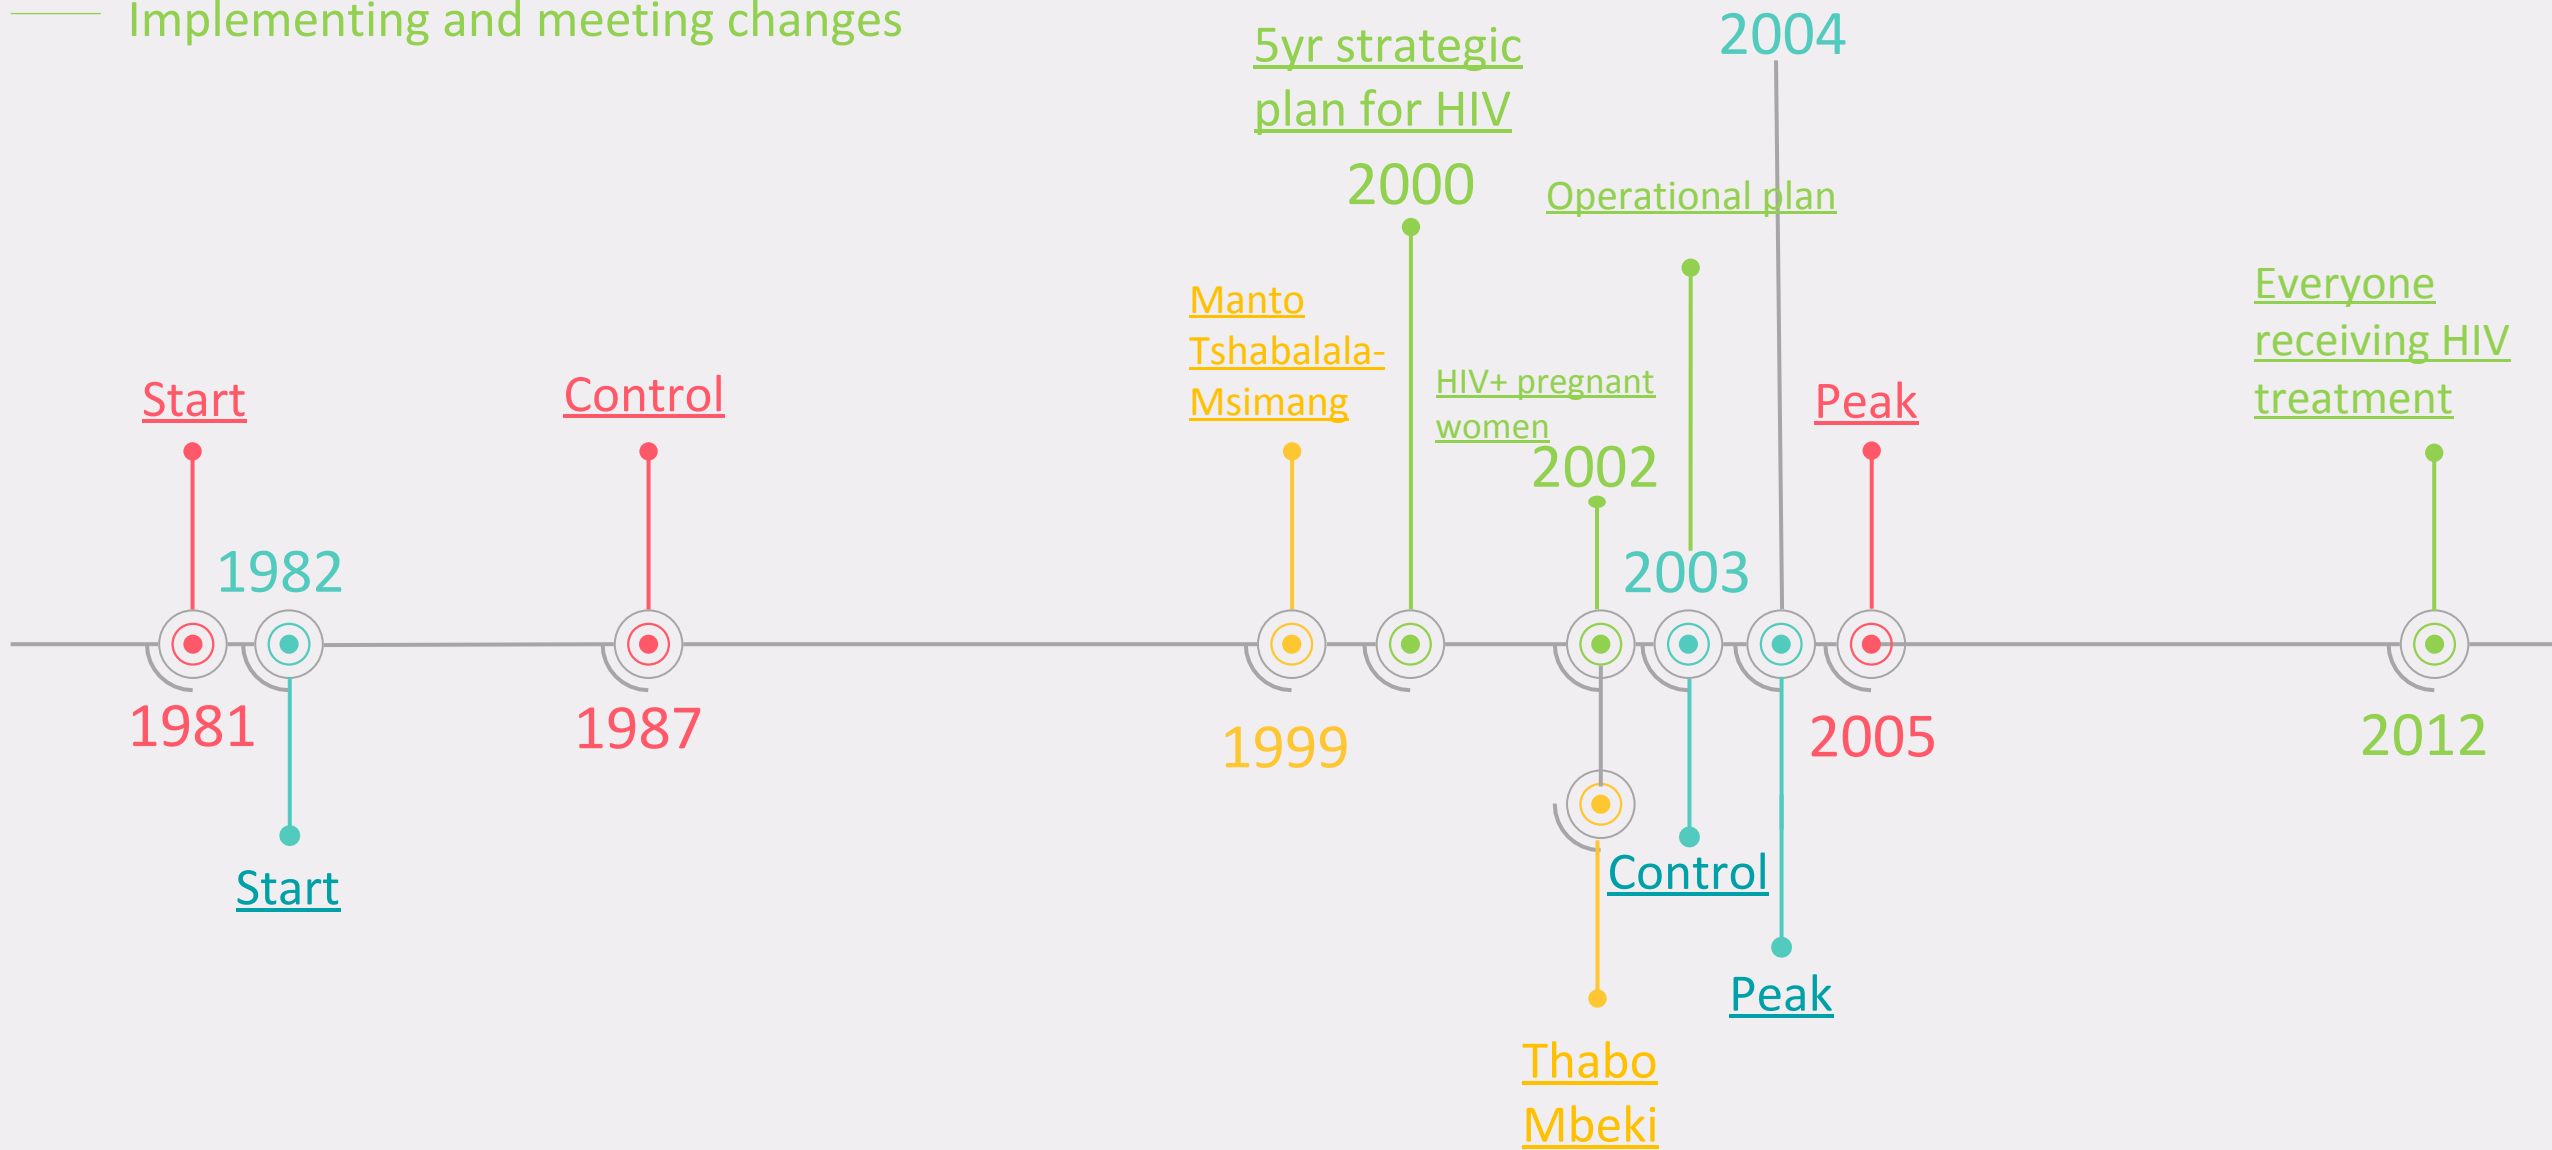 Implementing and meeting changes
5yr strategic
plan for HIV
2000
2004
Operational plan
Manto
Tshabalala-
Msimang
HIV+ pregnant
women
2002
Everyone
receiving HIV
treatment
Start
Control
Peak
1982
2003
1981
1987
1999
2005
2012
Start
Control
Peak
Thabo
Mbeki